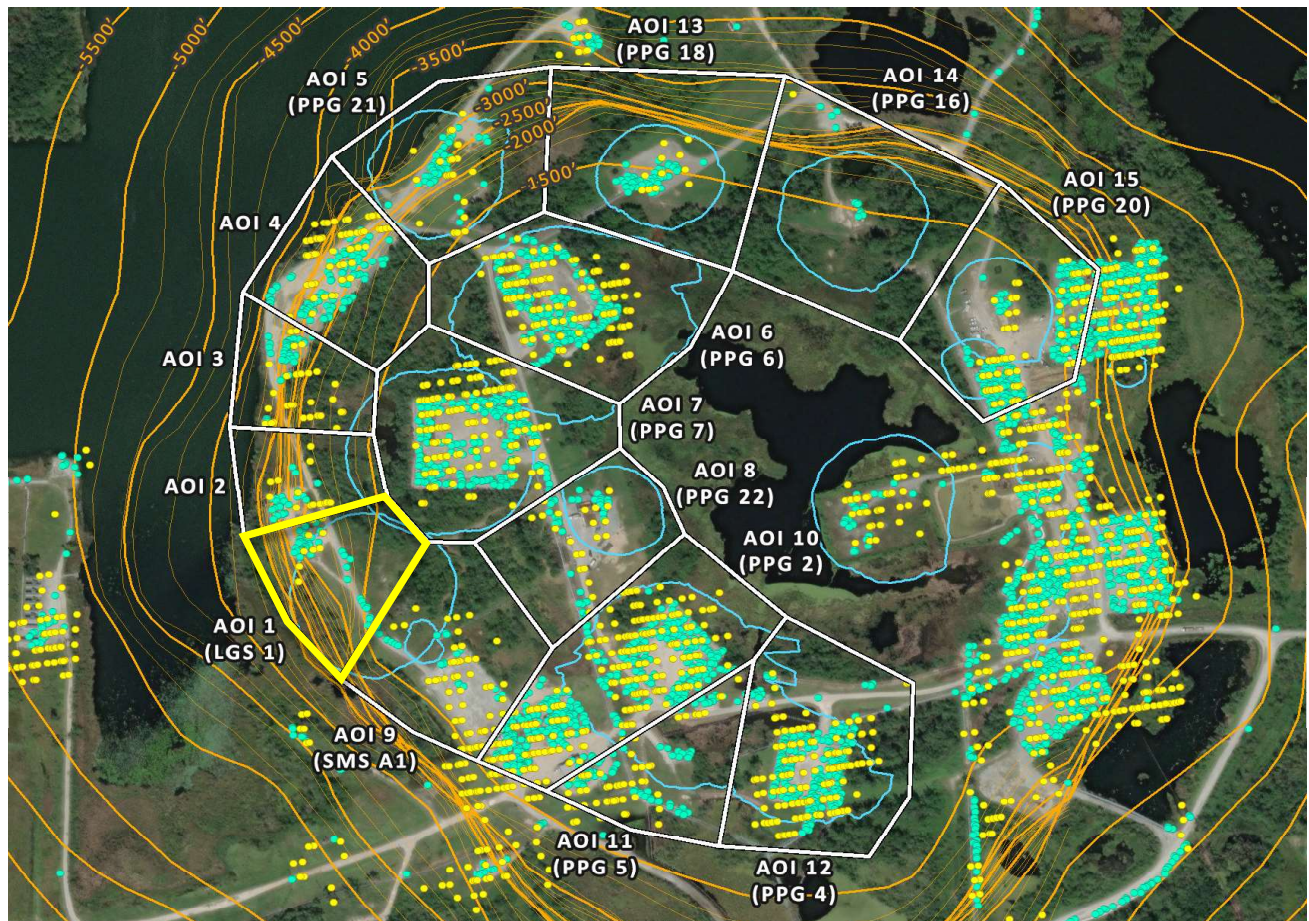 -5500'
-5000'
-4500'
-4000'
-3500'
-3000'
-2500'
-2000'
-1500'
AOI 13
(PPG 18)
AOI 14
(PPG 16)
AOI 5
(PPG 21)
AOI 15
(PPG 20)
AOI 4
AOI 3
AOI 6
(PPG 6)
AOI 7
(PPG 7)
AOI 8
(PPG 22)
AOI 2
AOI 10
(PPG 2)
AOI 1
(LGS 1)
AOI 9
(SMS A1)
AOI 11
(PPG 5)
AOI 12
(PPG 4)